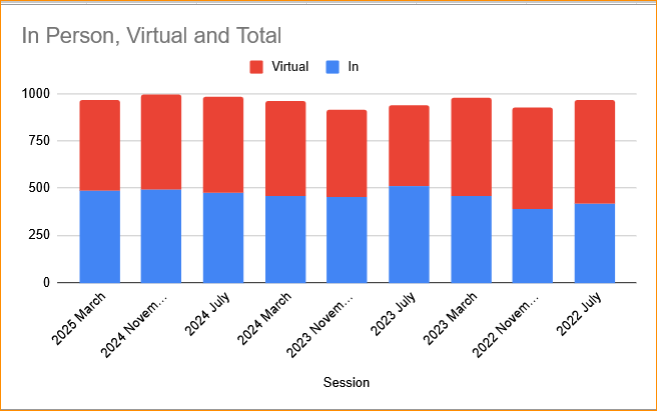 In Person, Virtual and Total
Virtual In
1000
750
500
250
0
2025 March
2024 Novem...
2024 July
2024 March
2023 Novem...
2023 July
2023 March
2022 Novem...
2022 July
Session